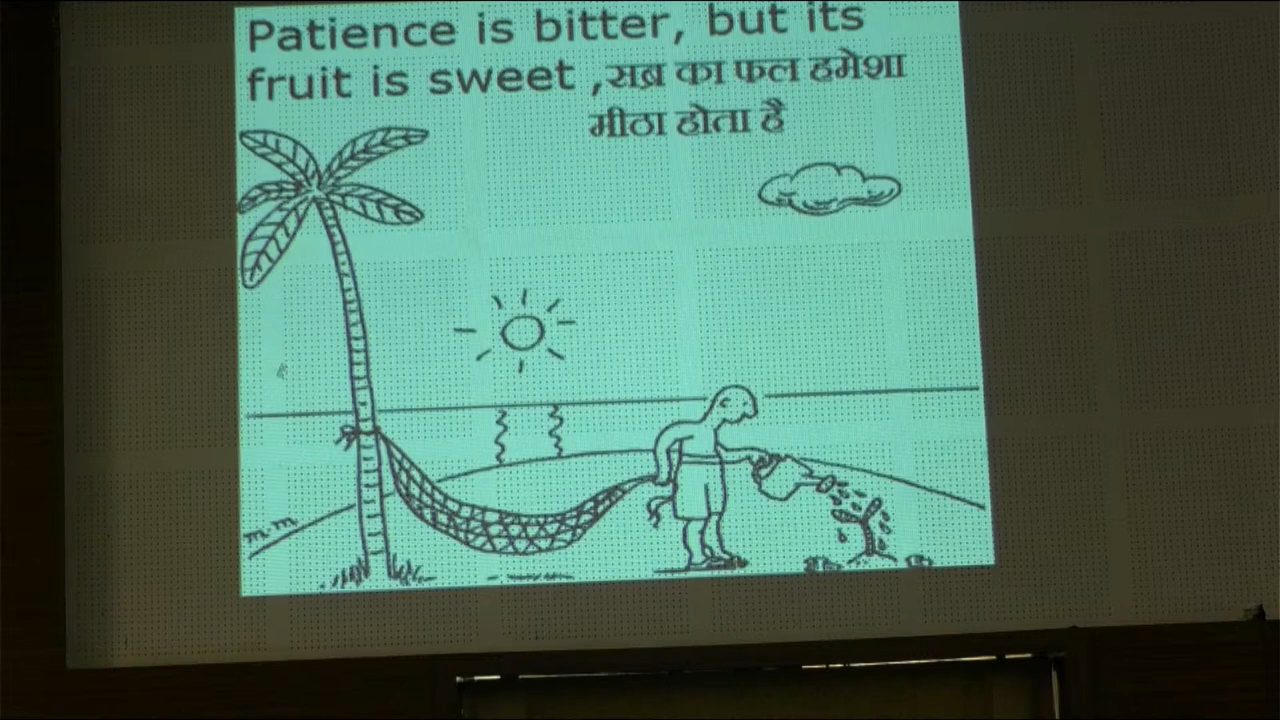 Patience is bitter, but its
fruit is sweet ,सब्र का फल हमेशा
मीठा होता है
m.m